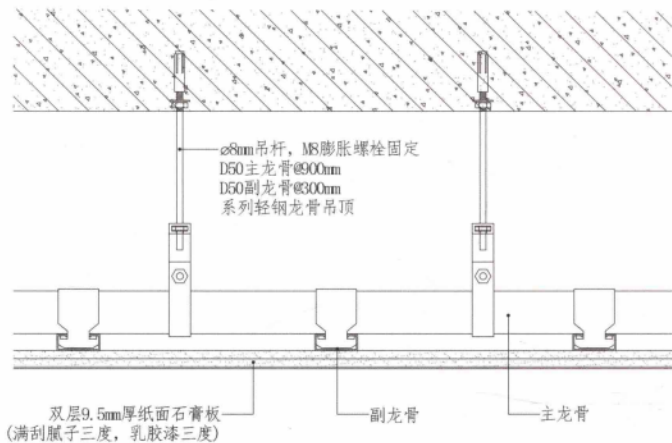 ⌀8mm吊杆，M8膨胀螺栓固定
D50主龙骨@900mm
D50副龙骨@300mm
系列轻钢龙骨吊顶
双层9.5mm厚纸面石膏板
(满刮腻子三度，乳胶漆三度)
副龙骨
主龙骨